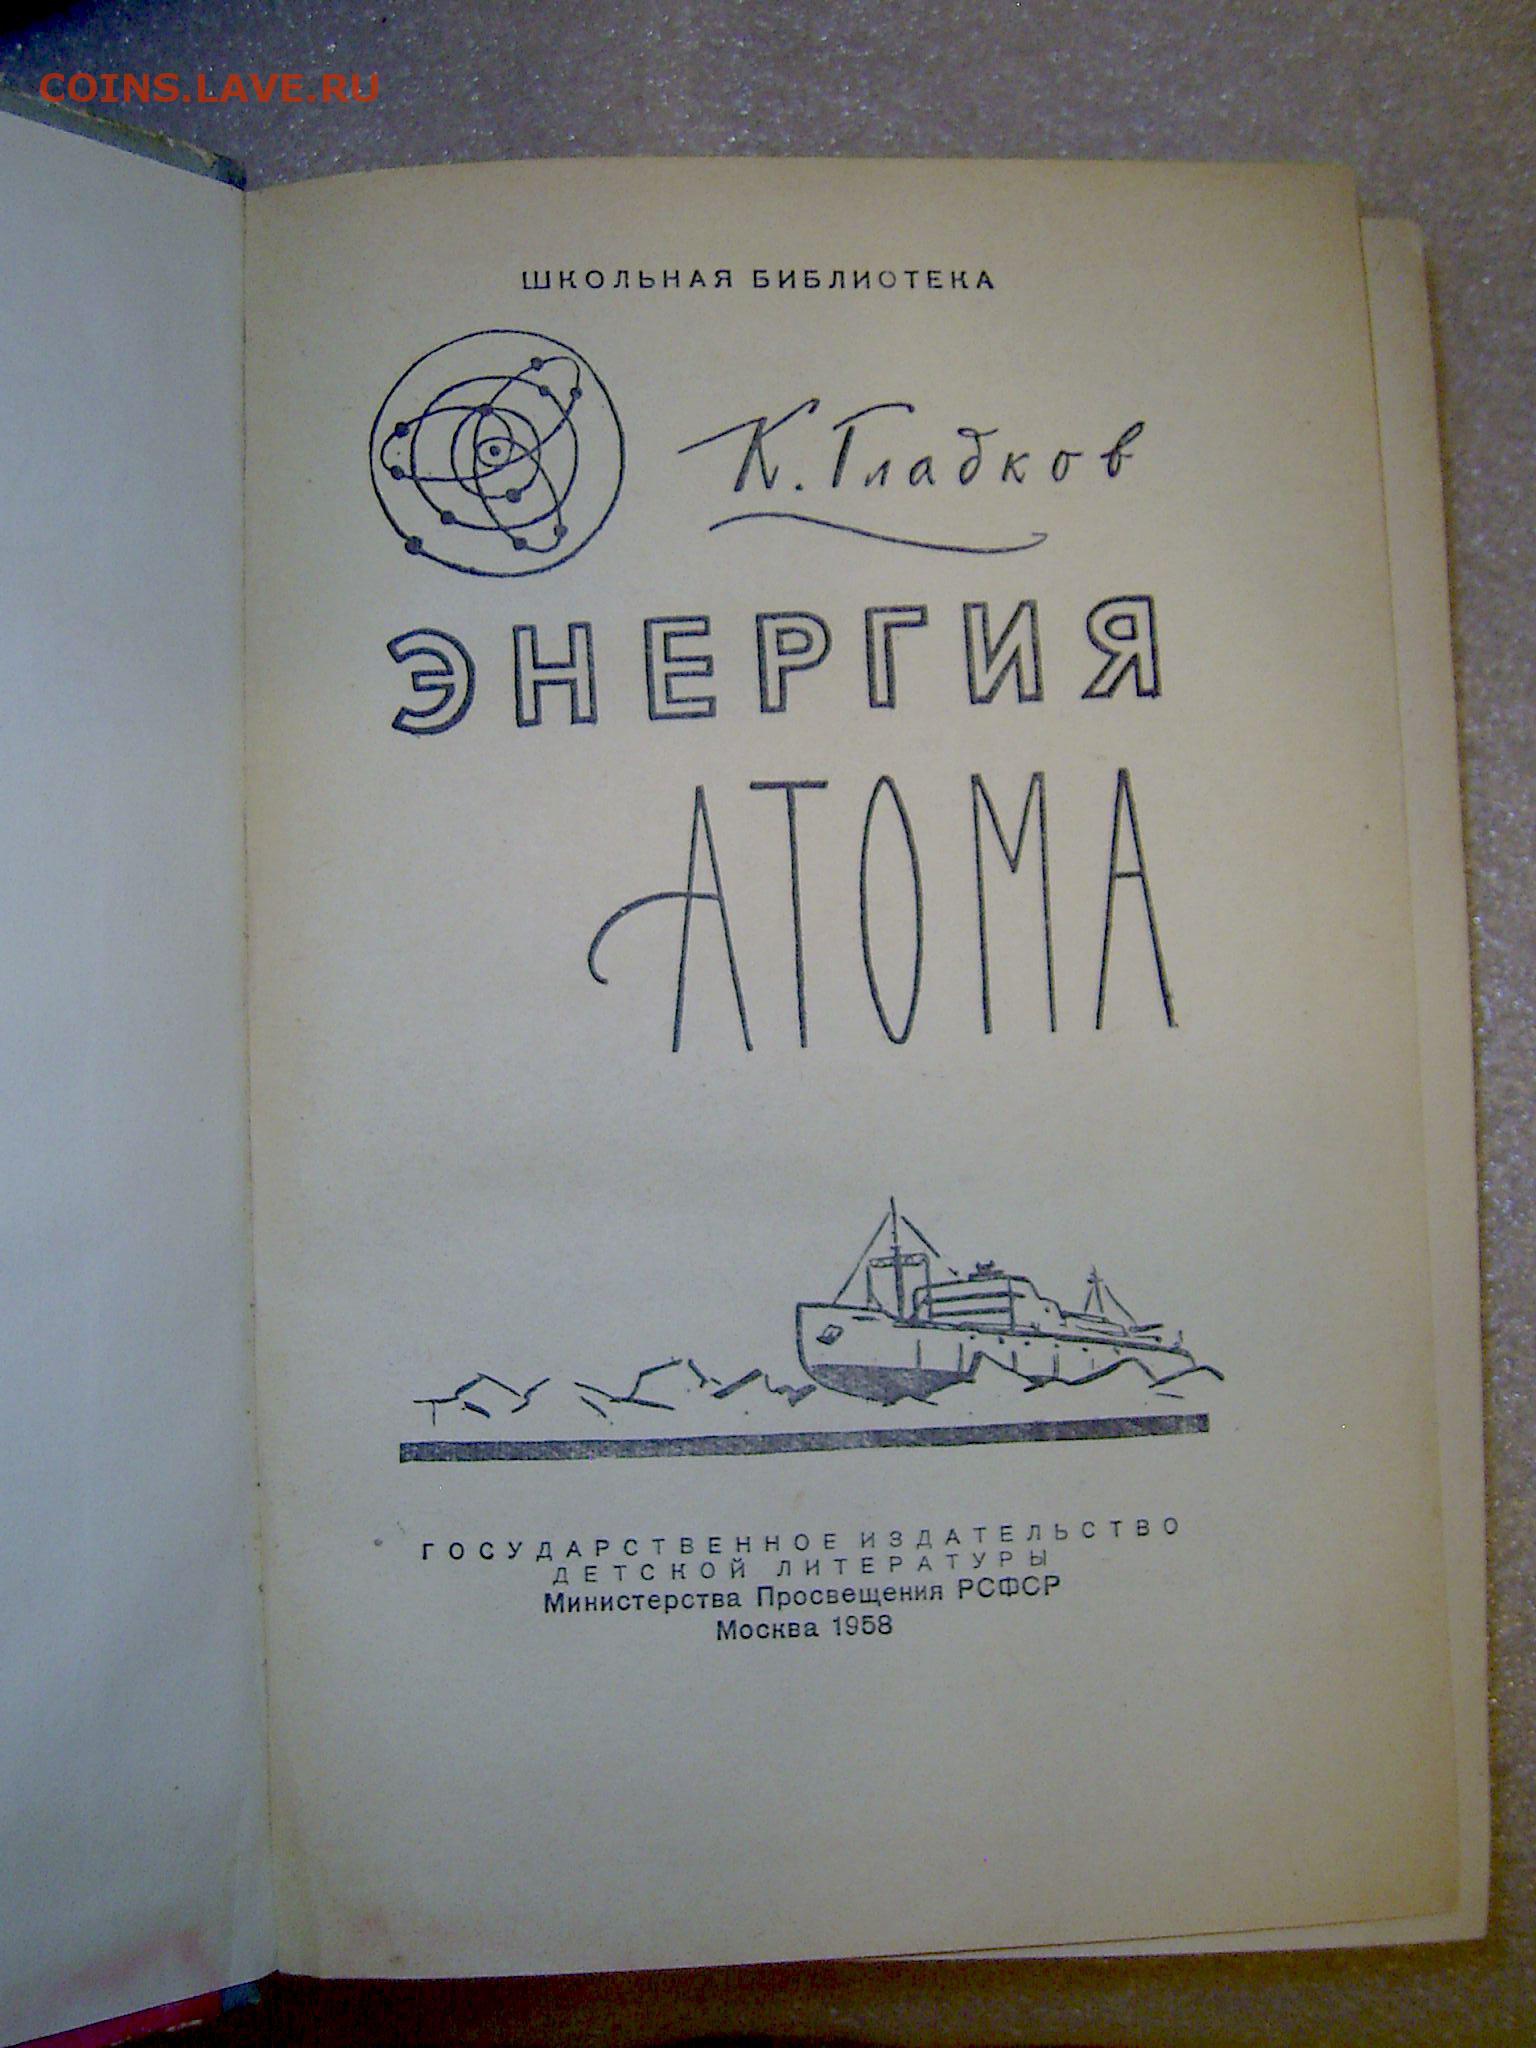 COINS.LAVE.RU
ШКОЛЬНАЯ БИБЛИОТЕКА
К. Гладков
ЭНЕРГИЯ
АТОМА
ГОСУДАРСТВЕННОЕ ИЗДАТЕЛЬСТВО
ДЕТСКОЙ ЛИТЕРАТУРЫ
Министерства Просвещения РСФСР
Москва 1958